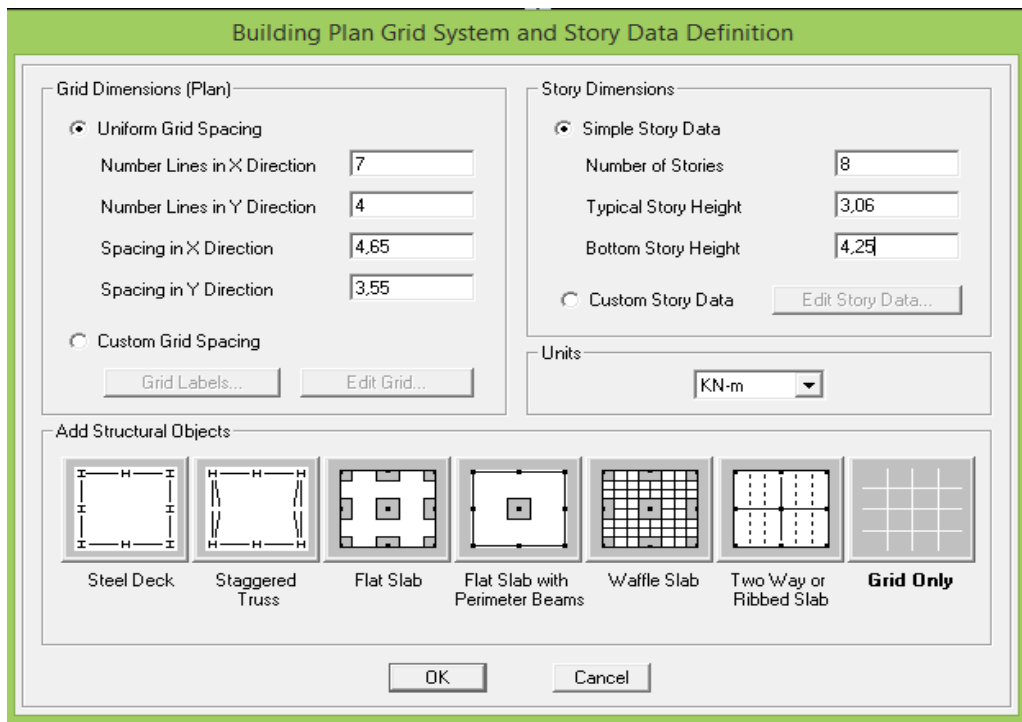 Building Plan Grid System and Story Data Definition
Grid Dimensions (Plan)
Uniform Grid Spacing
Number Lines in X Direction 7
Number Lines in Y Direction 4
Spacing in X Direction 4,65
Spacing in Y Direction 3,55
Custom Grid Spacing
Grid Labels... Edit Grid...
Story Dimensions
Simple Story Data
Number of Stories 8
Typical Story Height 3,06
Bottom Story Height 4,25
Custom Story Data Edit Story Data...
Units
KN-m
Add Structural Objects
Steel Deck
Staggered
Truss
Flat Slab
Flat Slab with
Perimeter Beams
Waffle Slab
Two Way or
Ribbed Slab
Grid Only
OK Cancel